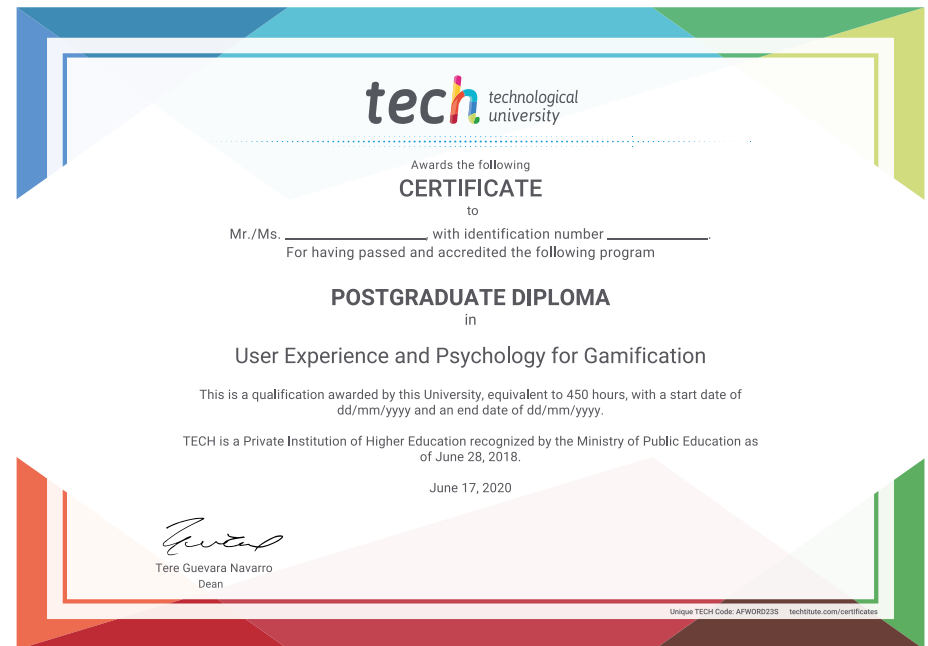 tech technological
university
Awards the following
CERTIFICATE
to
Mr./Ms. ____________________, with identification number ______________.
For having passed and accredited the following program
POSTGRADUATE DIPLOMA
in
User Experience and Psychology for Gamification
This is a qualification awarded by this University, equivalent to 450 hours, with a start date of
dd/mm/yyyy and an end date of dd/mm/yyyy.
TECH is a Private Institution of Higher Education recognized by the Ministry of Public Education as
of June 28, 2018.
June 17, 2020
Tere Guevara Navarro
Dean
Unique TECH Code: AFWORD23S techtitute.com/certificates